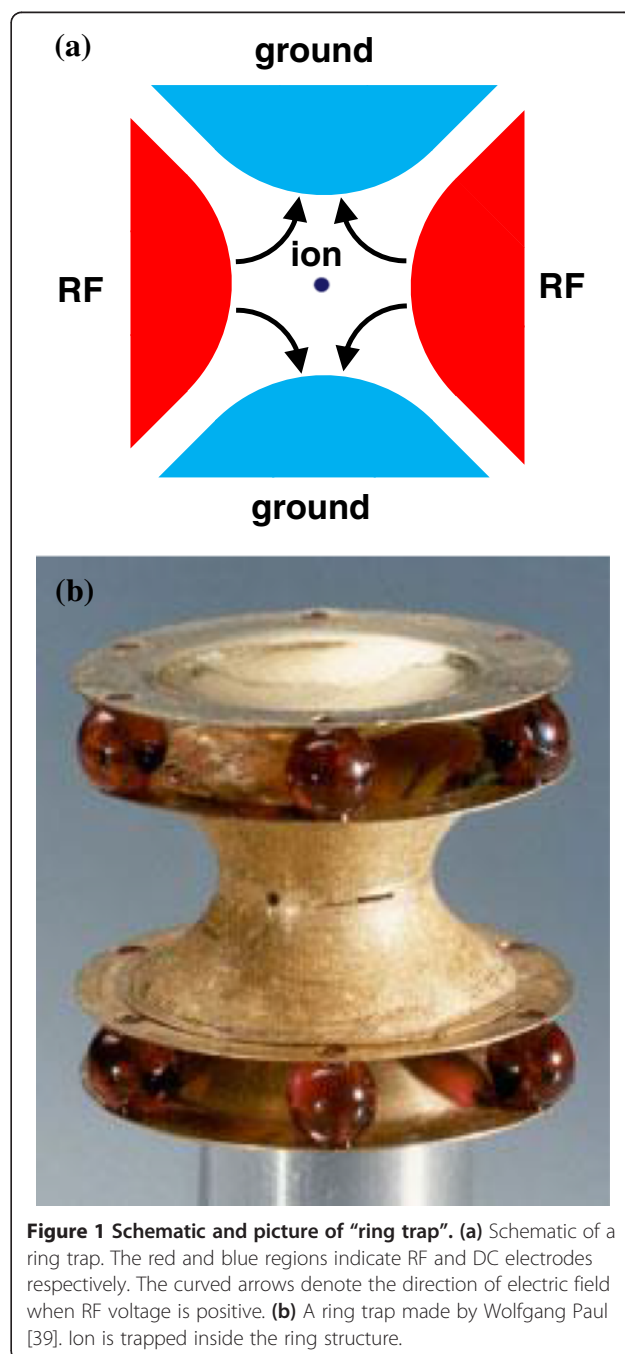 (a)
ground
ion
RF
RF
ground
(b)
Figure 1 Schematic and picture of “ring trap”. (a) Schematic of a
ring trap. The red and blue regions indicate RF and DC electrodes
respectively. The curved arrows denote the direction of electric field
when RF voltage is positive. (b) A ring trap made by Wolfgang Paul
[39]. Ion is trapped inside the ring structure.